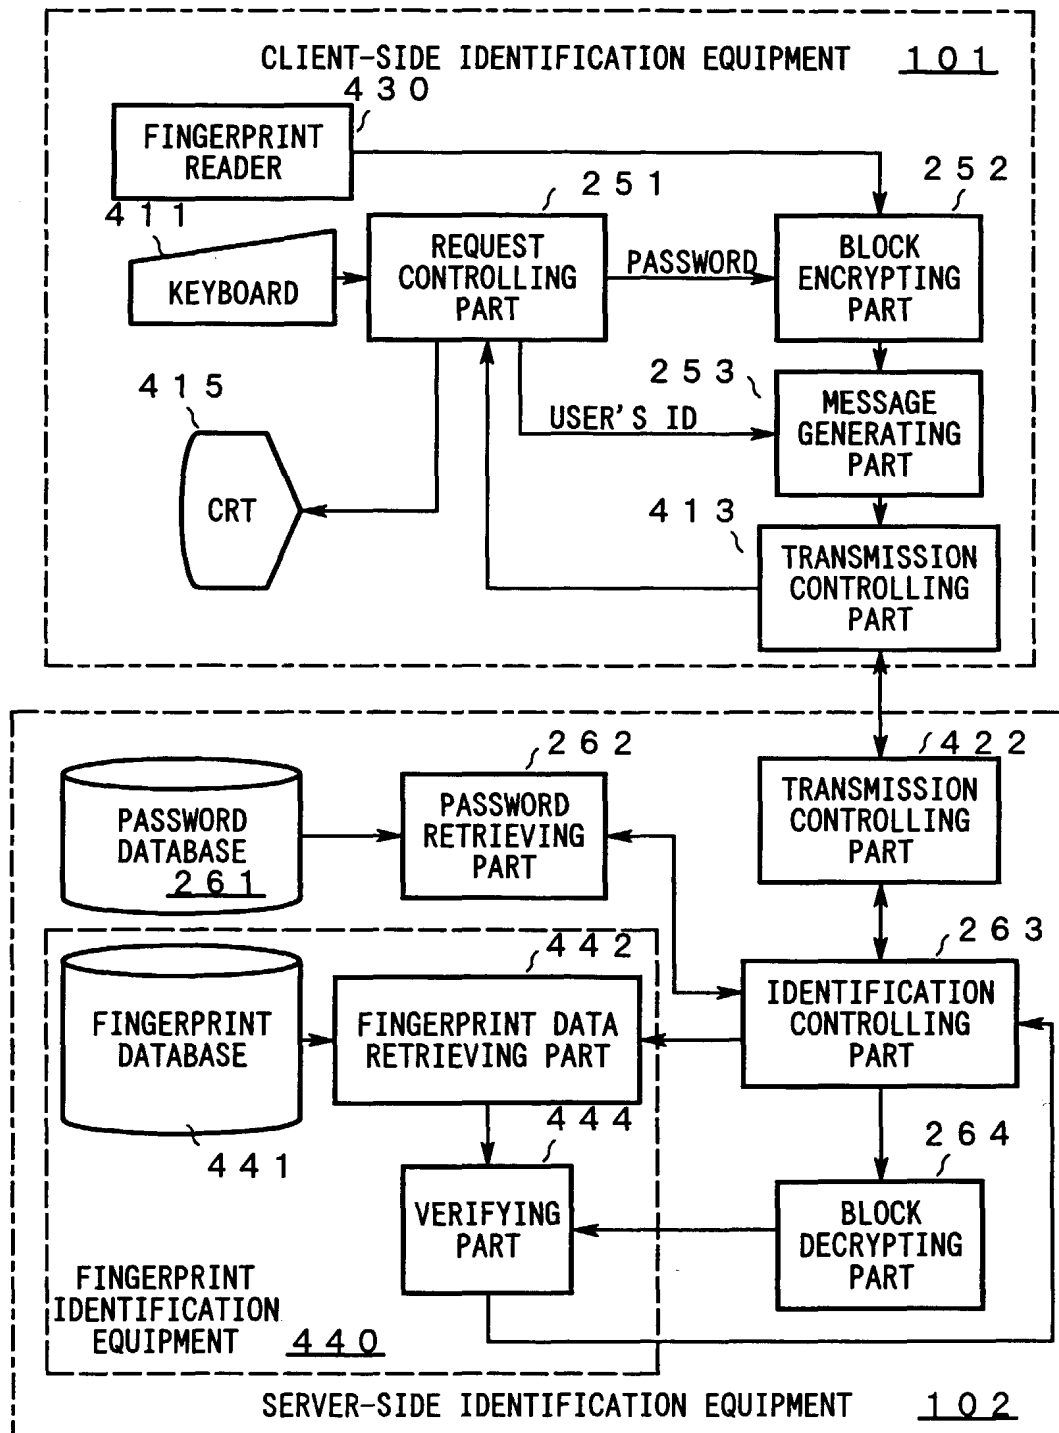 CLIENT-SIDE IDENTIFICATION EQUIPMENT 101
430
FINGERPRINT
READER
411
KEYBOARD
251
REQUEST
CONTROLLING
PART
PASSWORD
252
BLOCK
ENCRYPTING
PART
415
CRT
USER'S ID
253
MESSAGE
GENERATING
PART
413
TRANSMISSION
CONTROLLING
PART
PASSWORD
DATABASE
261
262
PASSWORD
RETRIEVING
PART
422
TRANSMISSION
CONTROLLING
PART
FINGERPRINT
DATABASE
441
442
FINGERPRINT DATA
RETRIEVING PART
263
IDENTIFICATION
CONTROLLING
PART
444
VERIFYING
PART
264
BLOCK
DECRYPTING
PART
FINGERPRINT
IDENTIFICATION
EQUIPMENT 440
SERVER-SIDE IDENTIFICATION EQUIPMENT 102